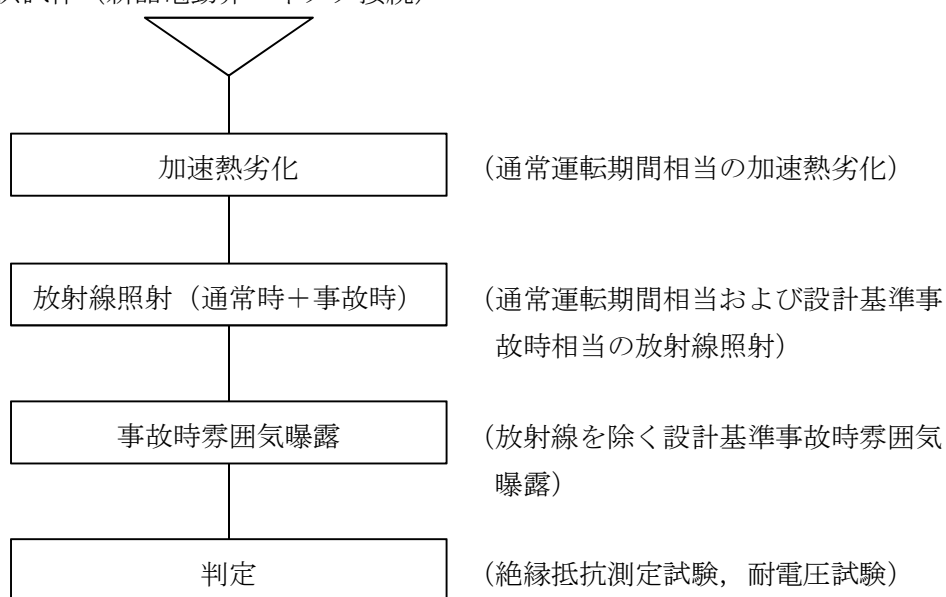 加速熱劣化
（通常運転期間相当の加速熱劣化）
放射線照射（通常時＋事故時）
（通常運転期間相当および設計基準事
故時相当の放射線照射）
事故時雰囲気曝露
（放射線を除く設計基準事故時雰囲気
曝露）
判定
（絶縁抵抗測定試験，耐電圧試験）